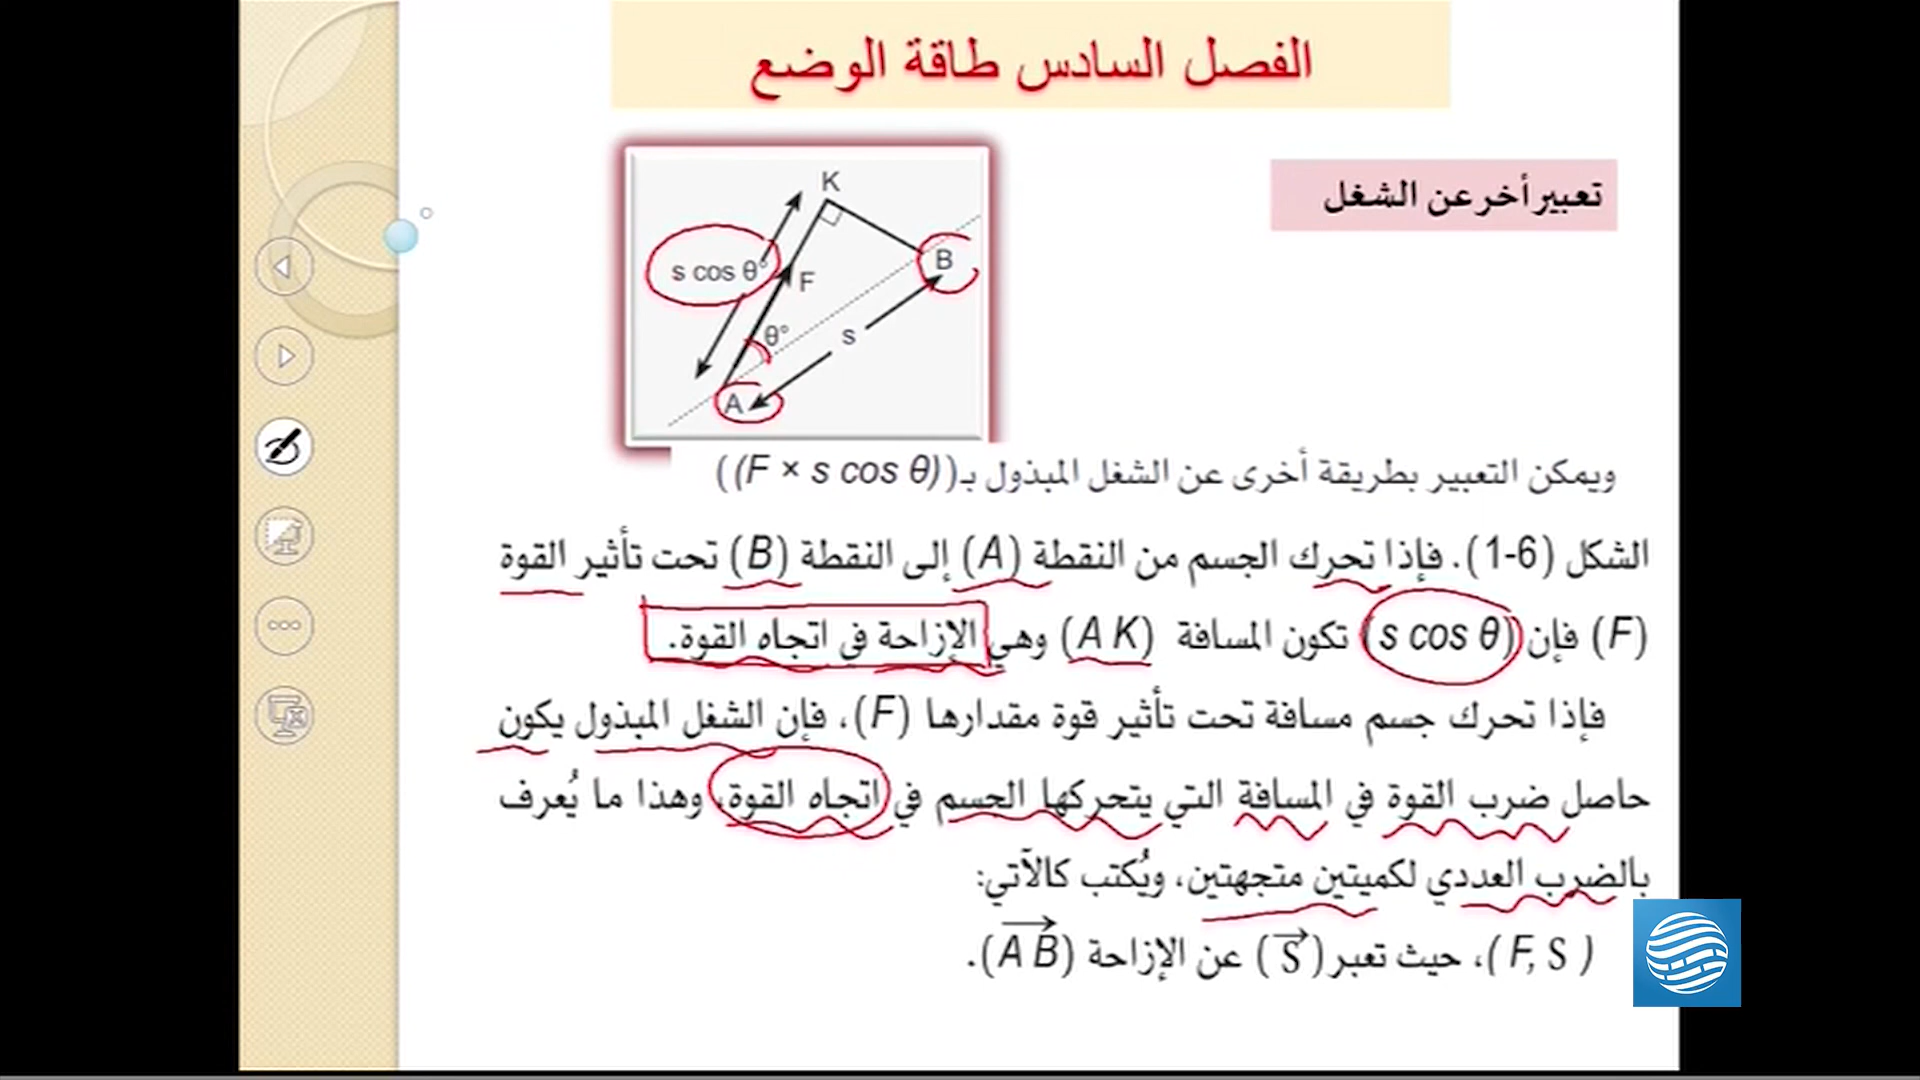 الفصل السادس طاقة الوضع
تعبير أخر عن الشغل
K
s cos θ°
F
B
θ°
s
A
ويمكن التعبير بطريقة أخرى عن الشغل المبذول بـ ((F × s cos θ))
الشكل (6-1). فإذا تحرك الجسم من النقطة (A) إلى النقطة (B) تحت تأثير القوة
(F) فإن (s cos θ) تكون المسافة (A K) وهي الإزاحة في اتجاه القوة.
فإذا تحرك جسم مسافة تحت تأثير قوة مقدارها (F)، فإن الشغل المبذول يكون
حاصل ضرب القوة في المسافة التي يتحركها الجسم في اتجاه القوة، وهذا ما يُعرف
بالضرب العددي لكميتين متجهتين، ويُكتب كالآتي:
(F, S)، حيث تعبر (S⃗) عن الإزاحة (A⃗B⃗).